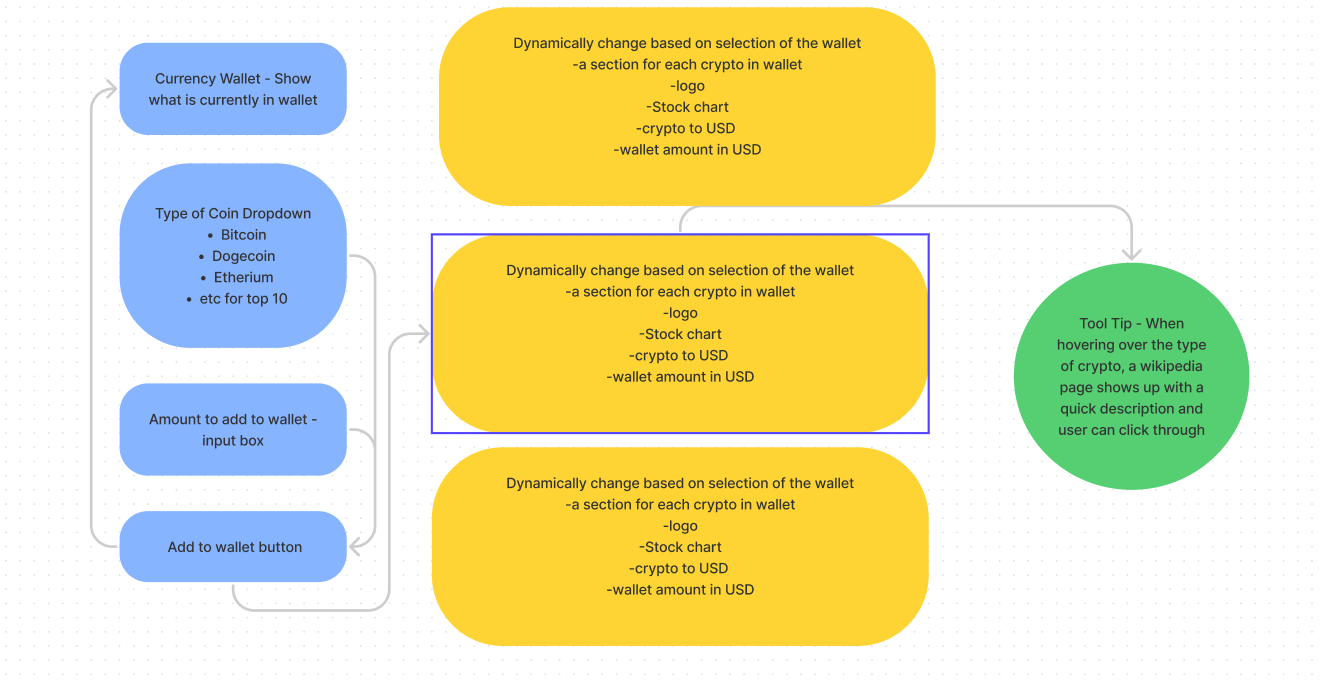 Currency Wallet - Show
what is currently in wallet
Type of Coin Dropdown
• Bitcoin
• Dogecoin
• Etherium
• etc for top 10
Amount to add to wallet -
input box
Add to wallet button
Dynamically change based on selection of the wallet
-a section for each crypto in wallet
-logo
-Stock chart
-crypto to USD
-wallet amount in USD
Dynamically change based on selection of the wallet
-a section for each crypto in wallet
-logo
-Stock chart
-crypto to USD
-wallet amount in USD
Dynamically change based on selection of the wallet
-a section for each crypto in wallet
-logo
-Stock chart
-crypto to USD
-wallet amount in USD
Tool Tip - When
hovering over the type
of crypto, a wikipedia
page shows up with a
quick description and
user can click through